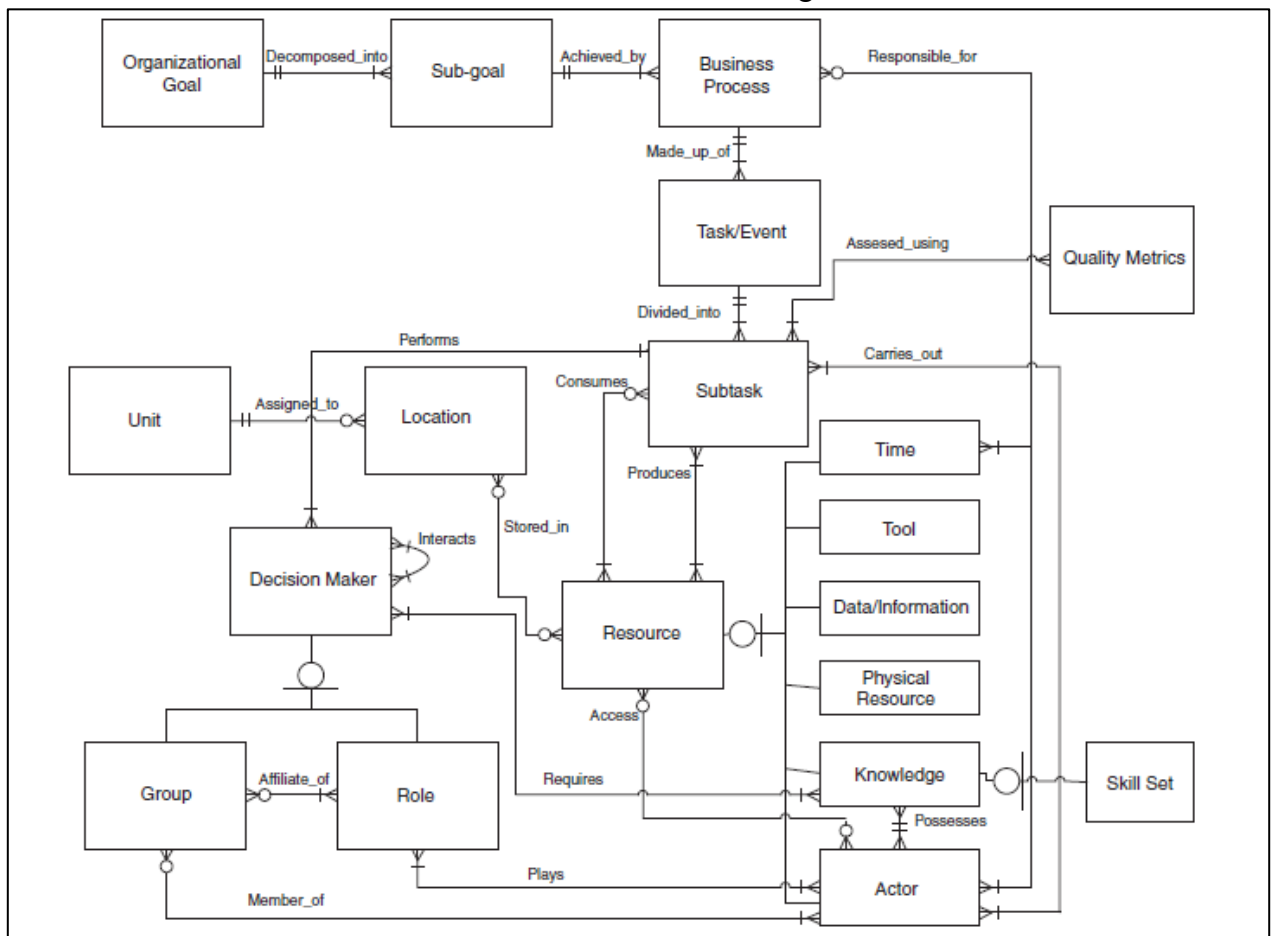 Organizational
Goal
Decomposed_into
Sub-goal
Achieved_by
Business
Process
Responsible_for
Made_up_of
Task/Event
Assesed_using
Quality Metrics
Divided_into
Performs
Carries_out
Unit
Assigned_to
Location
Consumes
Subtask
Time
Produces
Tool
Stored_in
Interacts
Decision Maker
Resource
Data/Information
Physical
Resource
Access
Group
Affiliate_of
Role
Requires
Knowledge
Skill Set
Possesses
Plays
Actor
Member_of